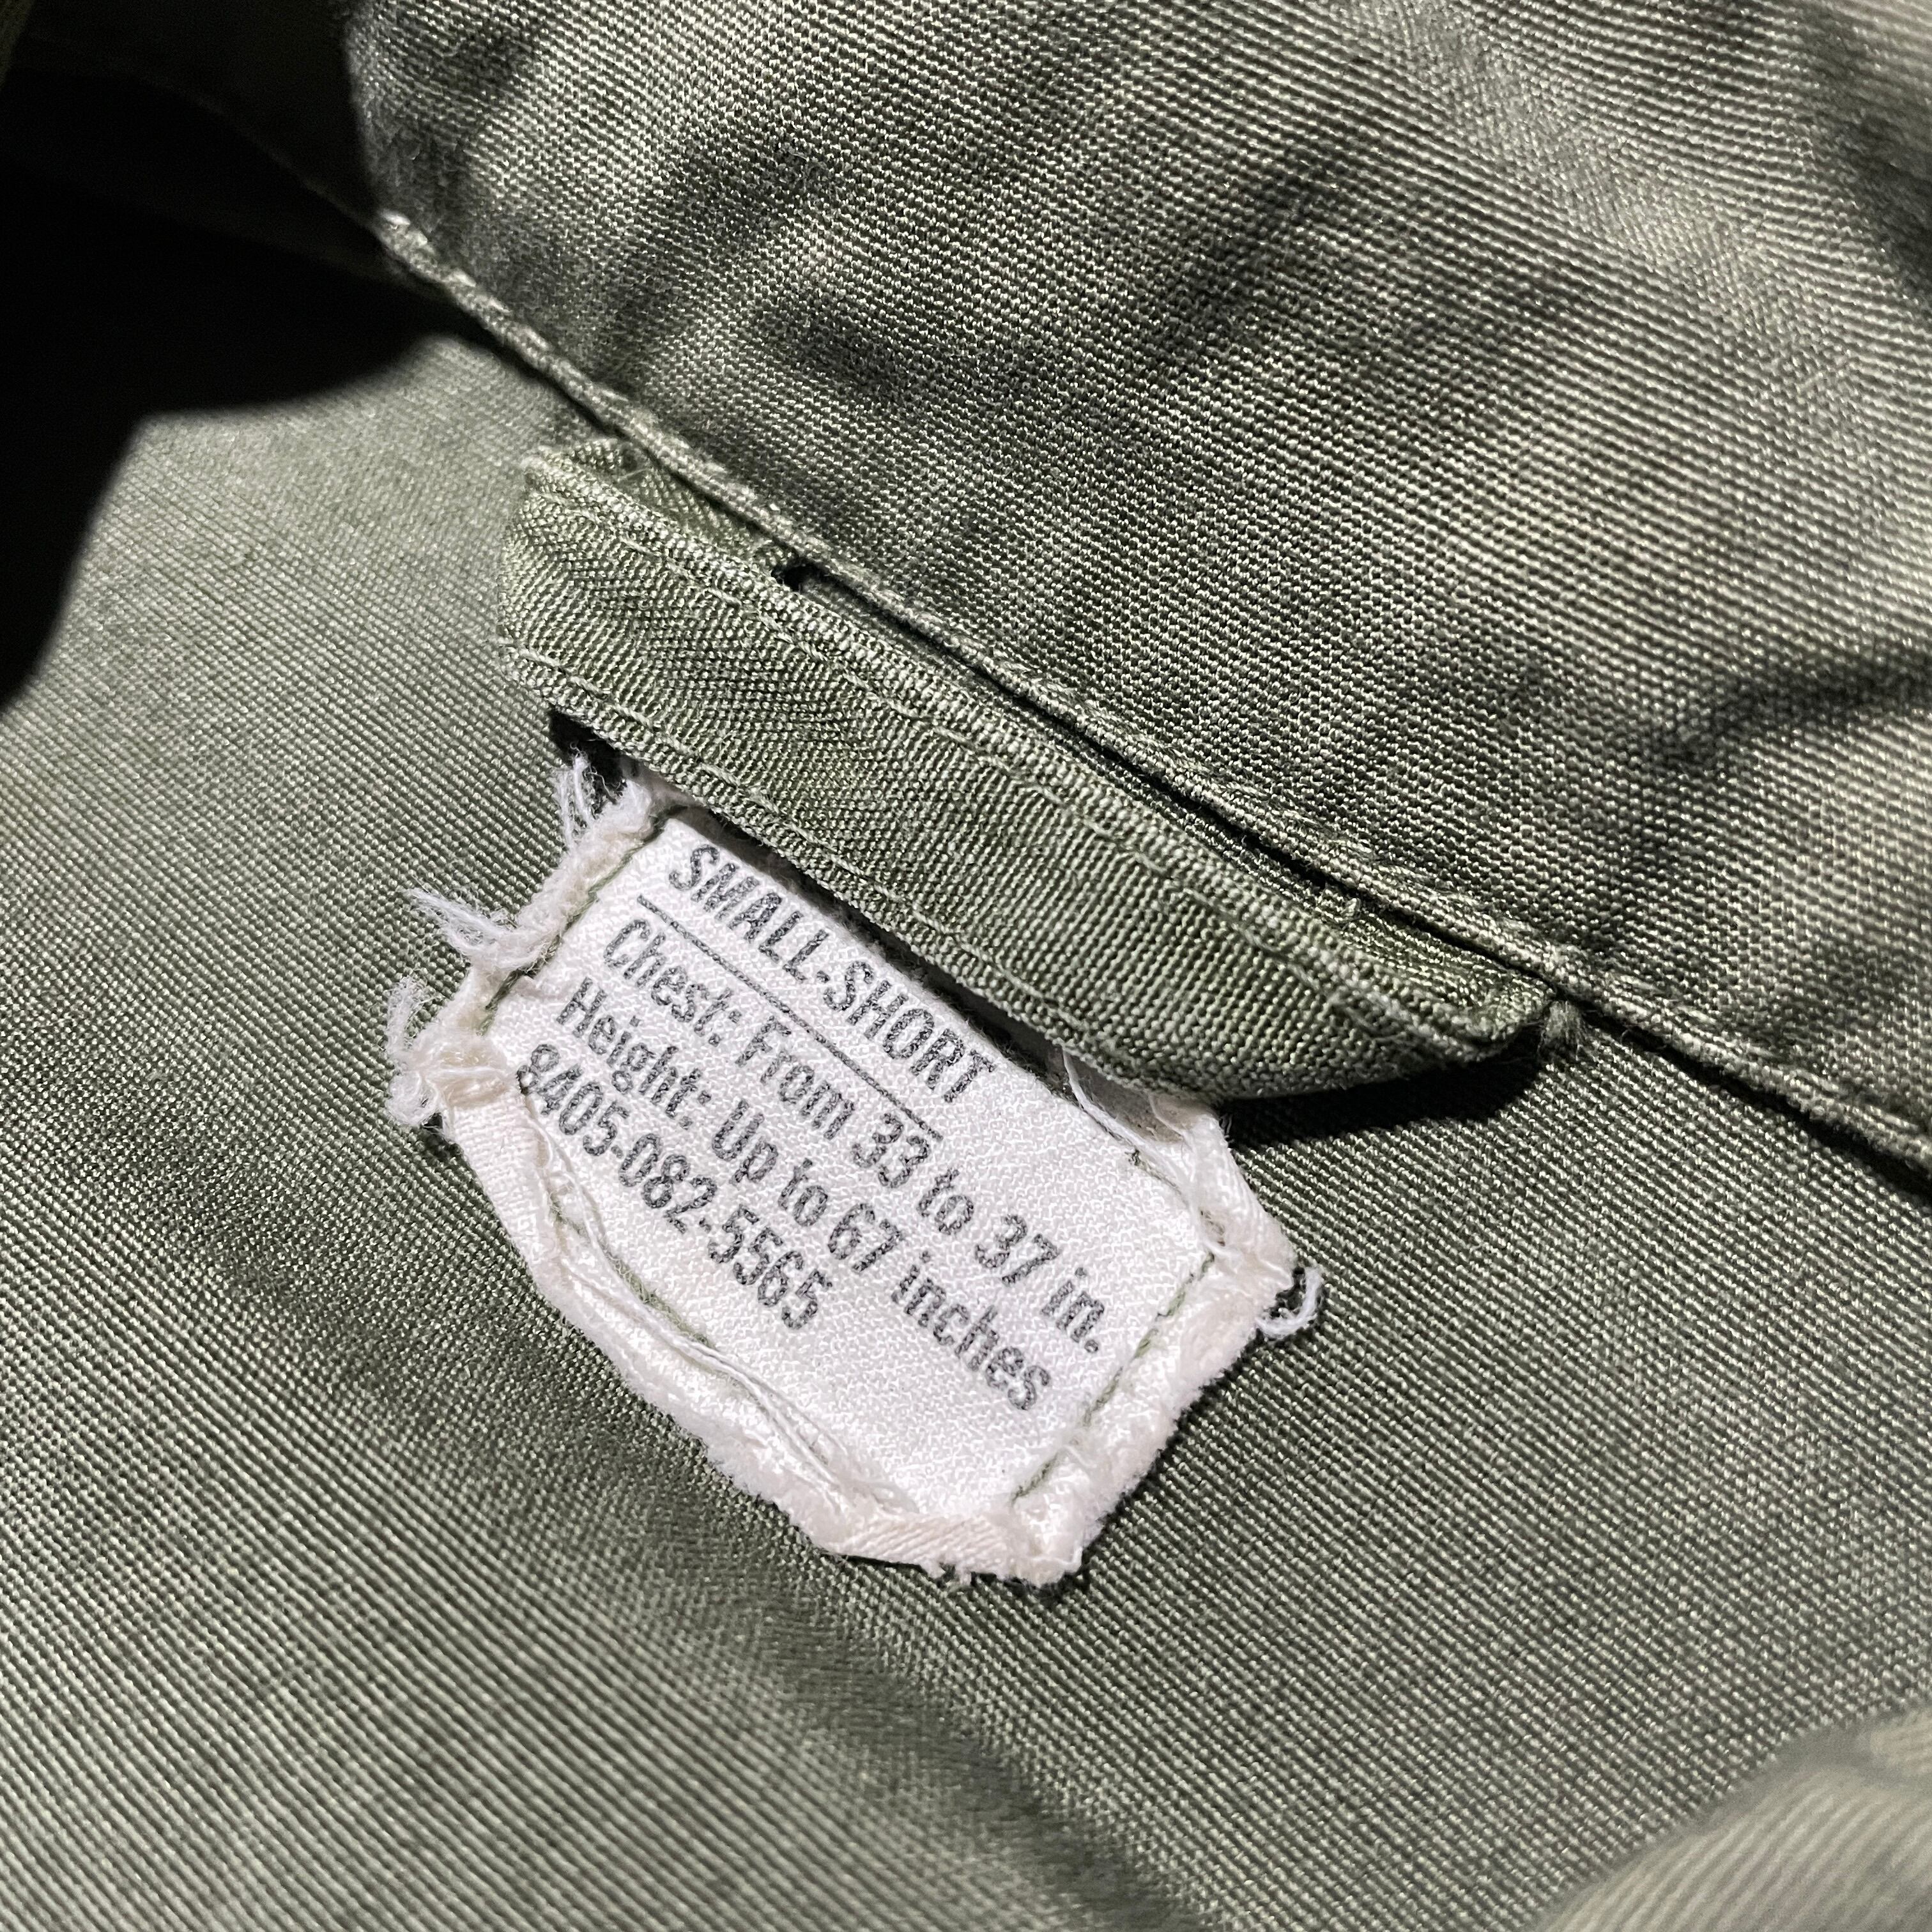 SMALL-SHORT
Chest: From 33 to 37 in.
Height: Up to 67 inches
8405-082-5565